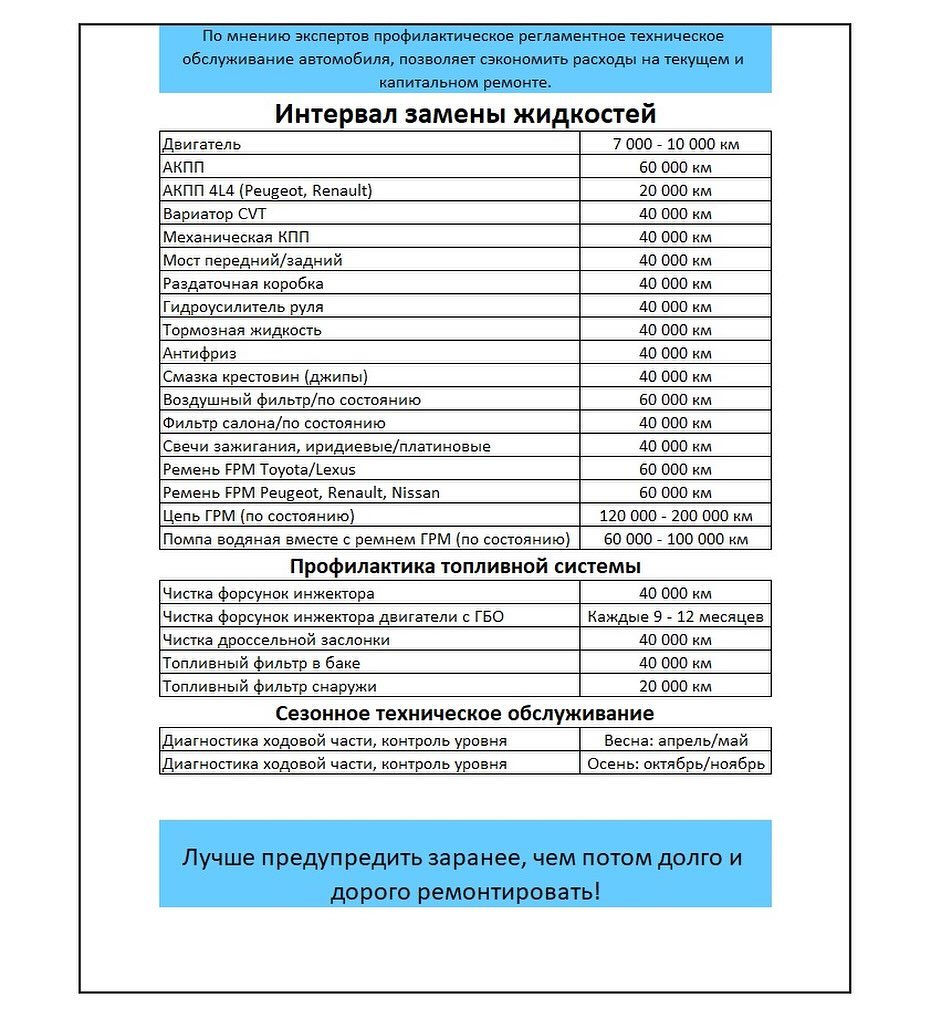 По мнению экспертов профилактическое регламентное техническое
обслуживание автомобиля, позволяет сэкономить расходы на текущем и
капитальном ремонте.
Интервал замены жидкостей
Двигатель 7 000 - 10 000 км
АКПП 60 000 км
АКПП 4L4 (Peugeot, Renault) 20 000 км
Вариатор CVT 40 000 км
Механическая КПП 40 000 км
Мост передний/задний 40 000 км
Раздаточная коробка 40 000 км
Гидроусилитель руля 40 000 км
Тормозная жидкость 40 000 км
Антифриз 40 000 км
Смазка крестовин (джипы) 40 000 км
Воздушный фильтр/по состоянию 60 000 км
Фильтр салона/по состоянию 40 000 км
Свечи зажигания, иридиевые/платиновые 40 000 км
Ремень FPM Toyota/Lexus 60 000 км
Ремень FPM Peugeot, Renault, Nissan 60 000 км
Цепь ГРМ (по состоянию) 120 000 - 200 000 км
Помпа водяная вместе с ремнем ГРМ (по состоянию) 60 000 - 100 000 км
Профилактика топливной системы
Чистка форсунок инжектора 40 000 км
Чистка форсунок инжектора двигатели с ГБО Каждые 9 - 12 месяцев
Чистка дроссельной заслонки 40 000 км
Топливный фильтр в баке 40 000 км
Топливный фильтр снаружи 20 000 км
Сезонное техническое обслуживание
Диагностика ходовой части, контроль уровня Весна: апрель/май
Диагностика ходовой части, контроль уровня Осень: октябрь/ноябрь
Лучше предупредить заранее, чем потом долго и
дорого ремонтировать!